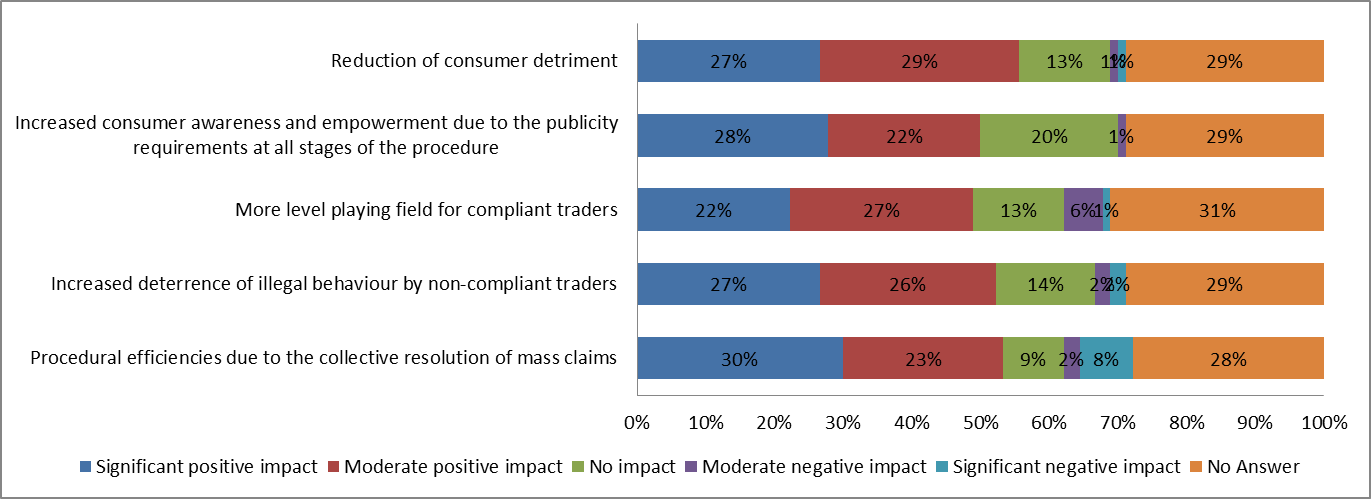 Reduction of consumer detriment
27% 29% 13% 1% 1% 29%
Increased consumer awareness and empowerment due to the publicity
requirements at all stages of the procedure
28% 22% 20% 1% 29%
More level playing field for compliant traders
22% 27% 13% 6% 1% 31%
Increased deterrence of illegal behaviour by non-compliant traders
27% 26% 14% 2% 2% 29%
Procedural efficiencies due to the collective resolution of mass claims
30% 23% 9% 2% 8% 28%
0% 10% 20% 30% 40% 50% 60% 70% 80% 90% 100%
Significant positive impact Moderate positive impact No impact Moderate negative impact Significant negative impact No Answer